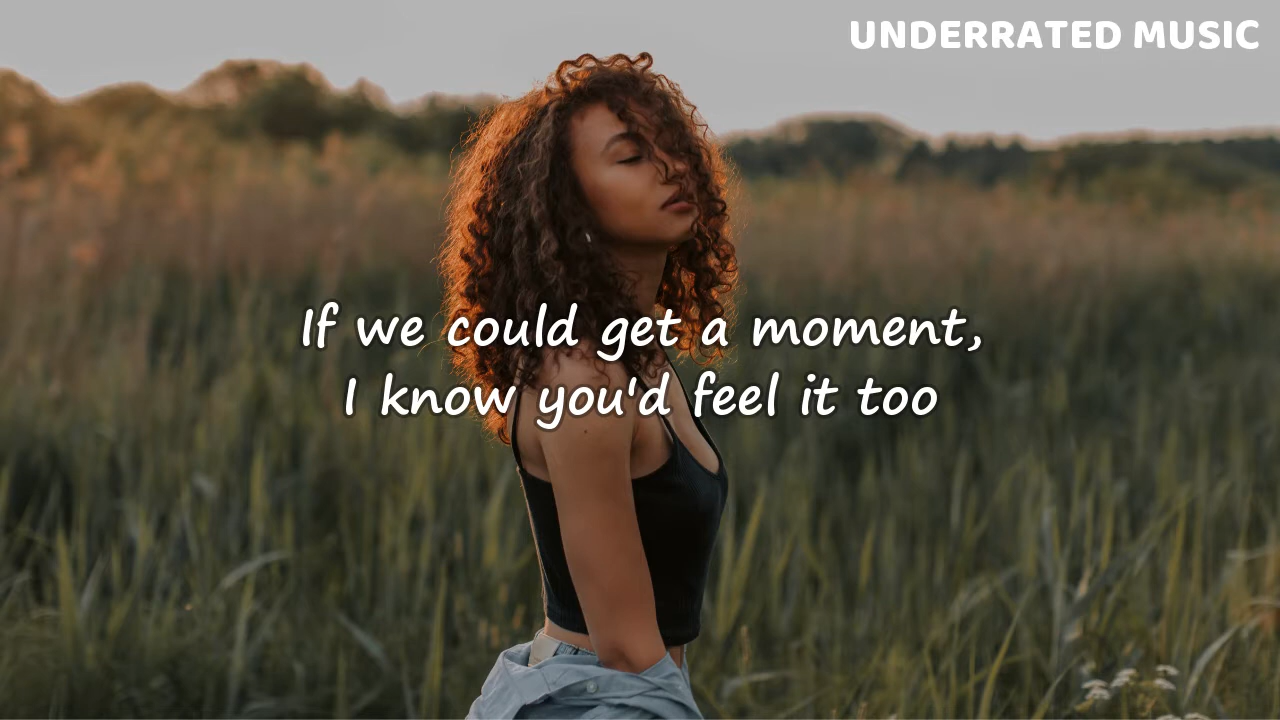 UNDERRATED MUSIC
If we could get a moment,
I know you'd feel it too